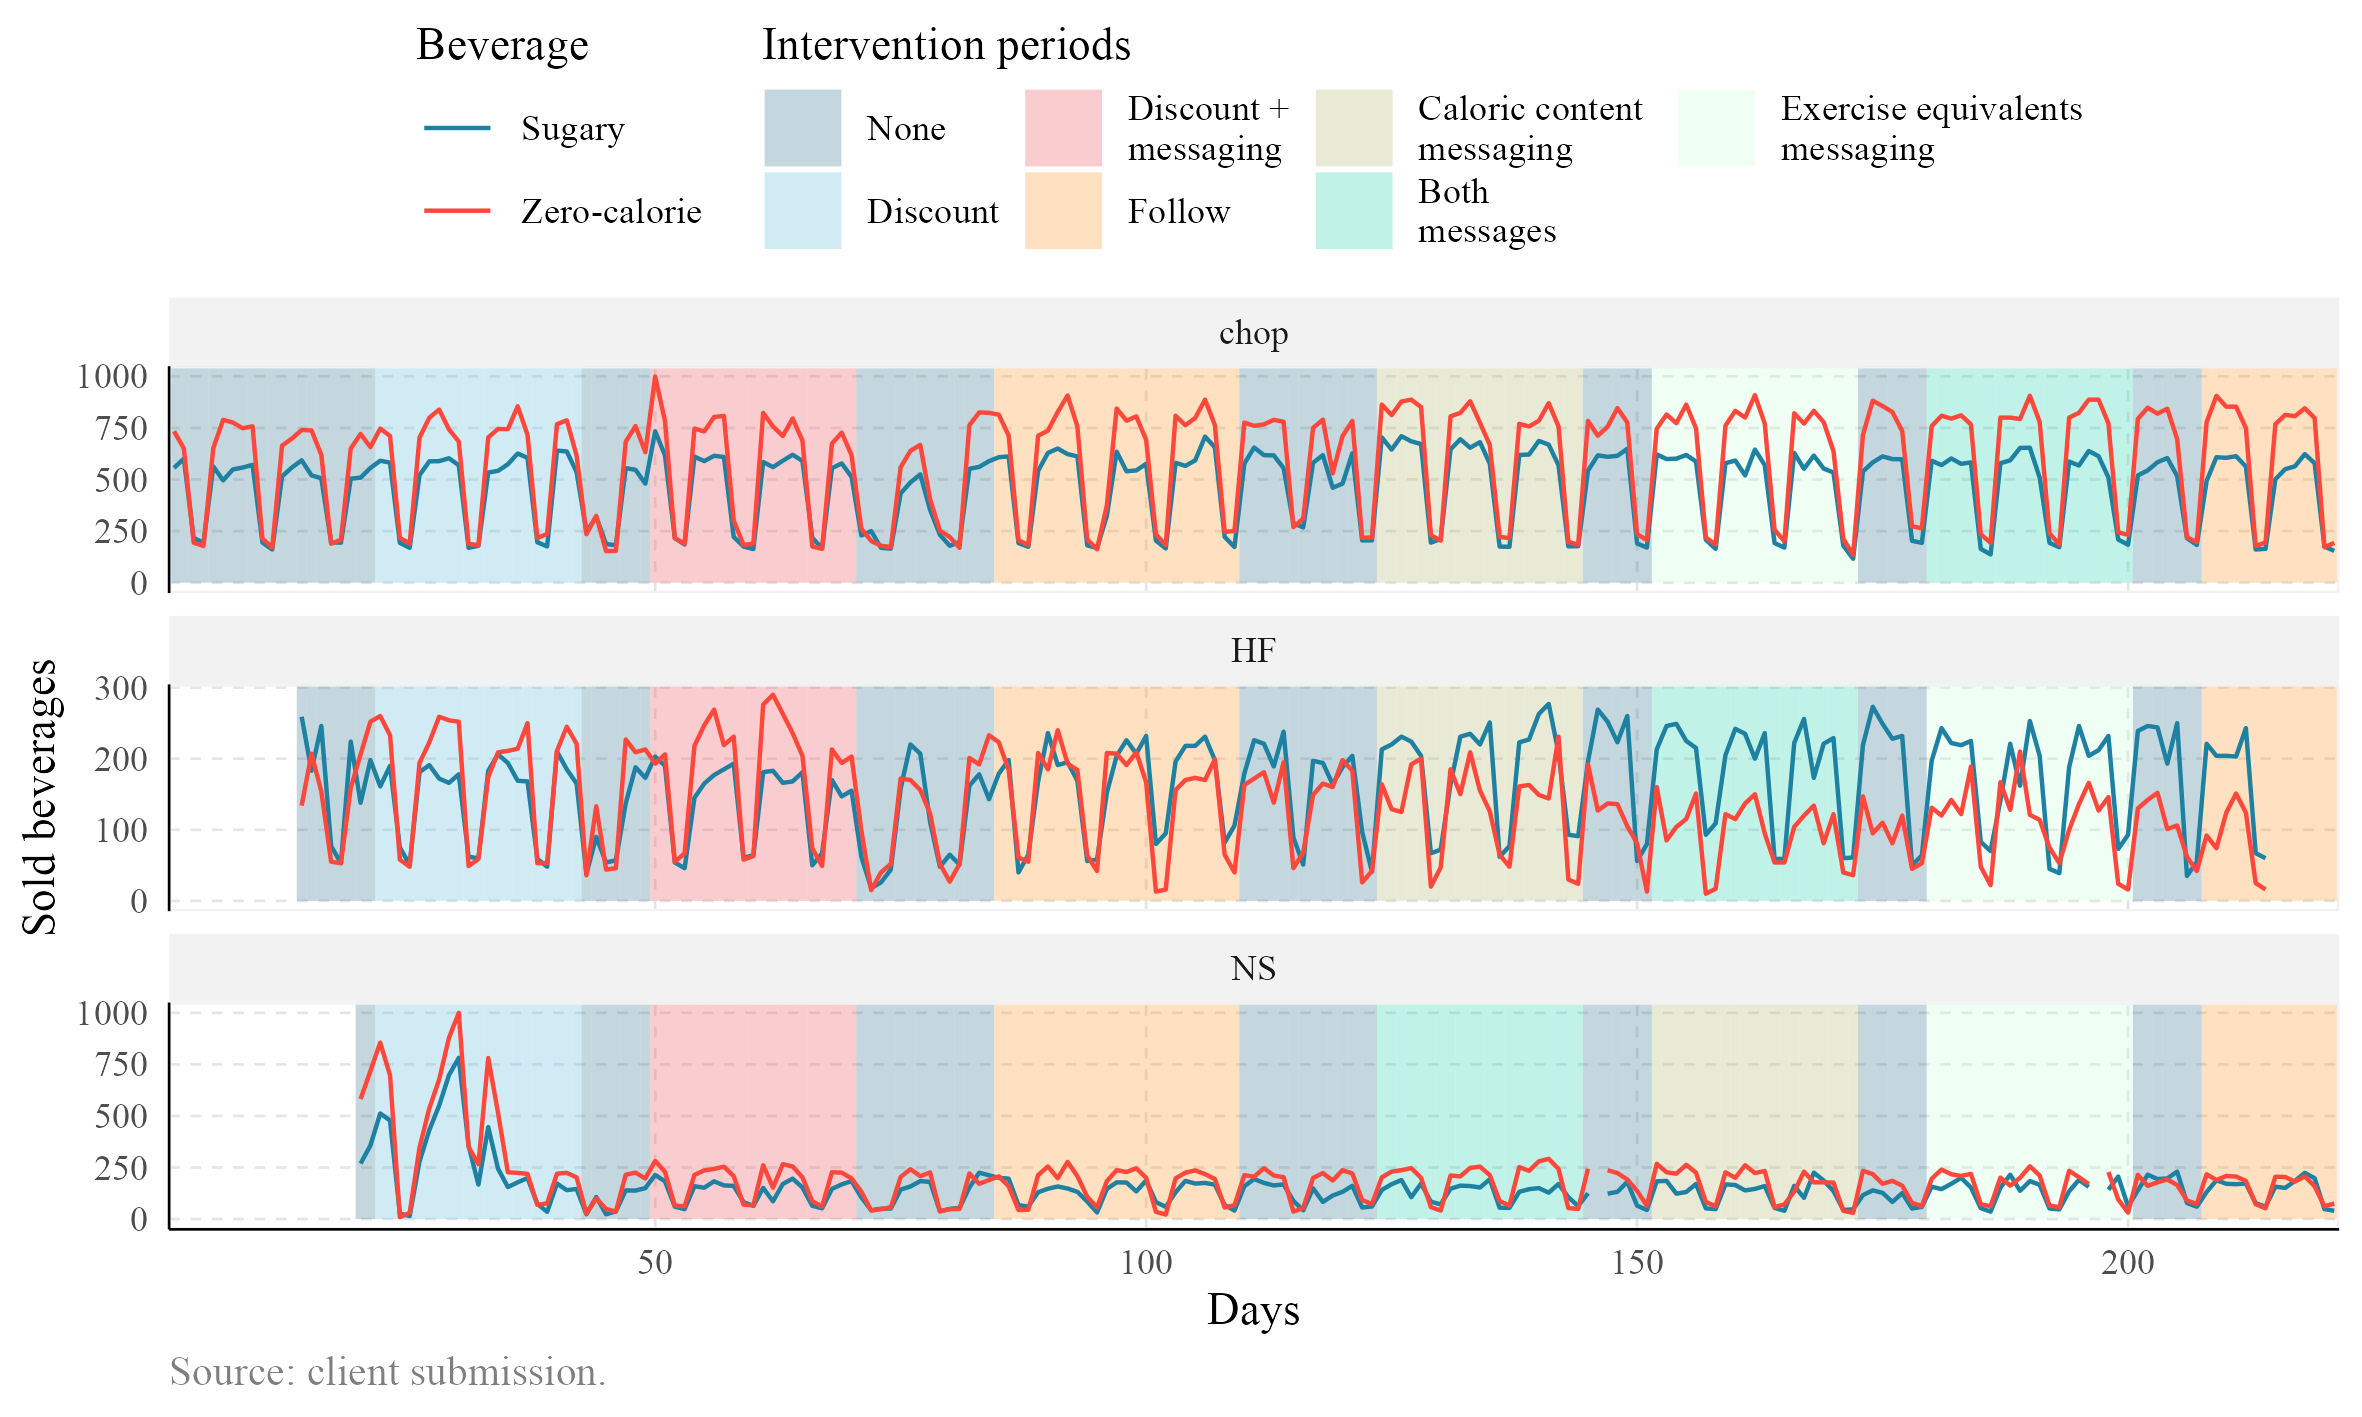 Beverage
Sugary
Zero-calorie
Intervention periods
None
Discount
Discount +
messaging
Follow
Caloric content
messaging
Both
messages
Exercise equivalents
messaging
Sold beverages
chop
1000
750
500
250
0
HF
300
200
100
0
NS
1000
750
500
250
0
50
100
150
200
Days
Source: client submission.